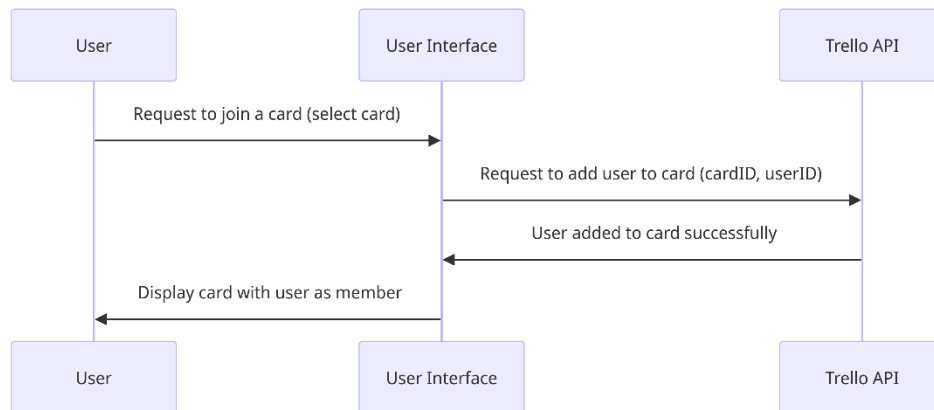 User
User Interface
Trello API
Request to join a card (select card)
Request to add user to card (cardID, userID)
User added to card successfully
Display card with user as member
User
User Interface
Trello API